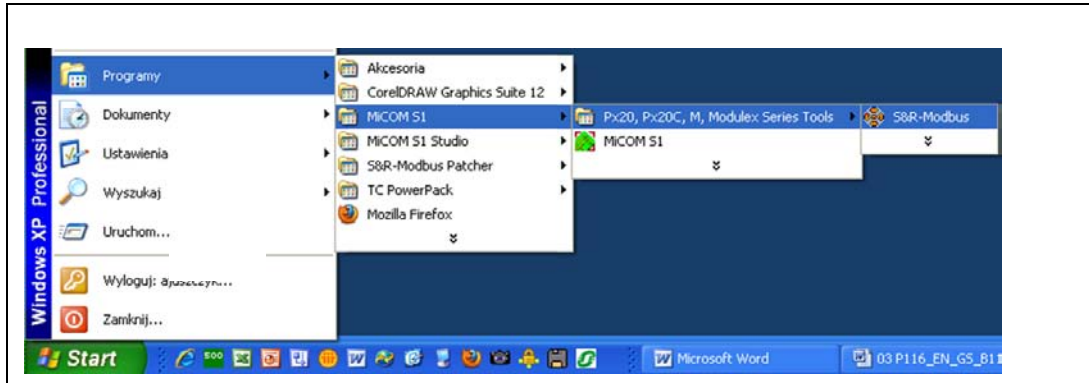 Windows XP Professional
Programy
Dokumenty
Ustawienia
Wyszukaj
Uruchom...
Wyloguj:
Zamknij...
Akcesoria
CorelDRAW Graphics Suite 12
MiCOM S1
MiCOM S1 Studio
S&R-Modbus Patcher
TC PowerPack
Mozilla Firefox
Px20, Px20C, M, Modulex Series Tools
MiCOM S1
S&R-Modbus
Start
500
Microsoft Word
03 P116_EN_GS_B11